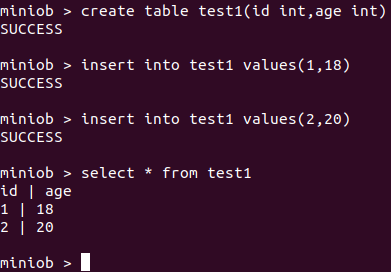 miniob > create table test1(id int,age int)
SUCCESS
miniob > insert into test1 values(1,18)
SUCCESS
miniob > insert into test1 values(2,20)
SUCCESS
miniob > select * from test1
id | age
1 | 18
2 | 20
miniob >